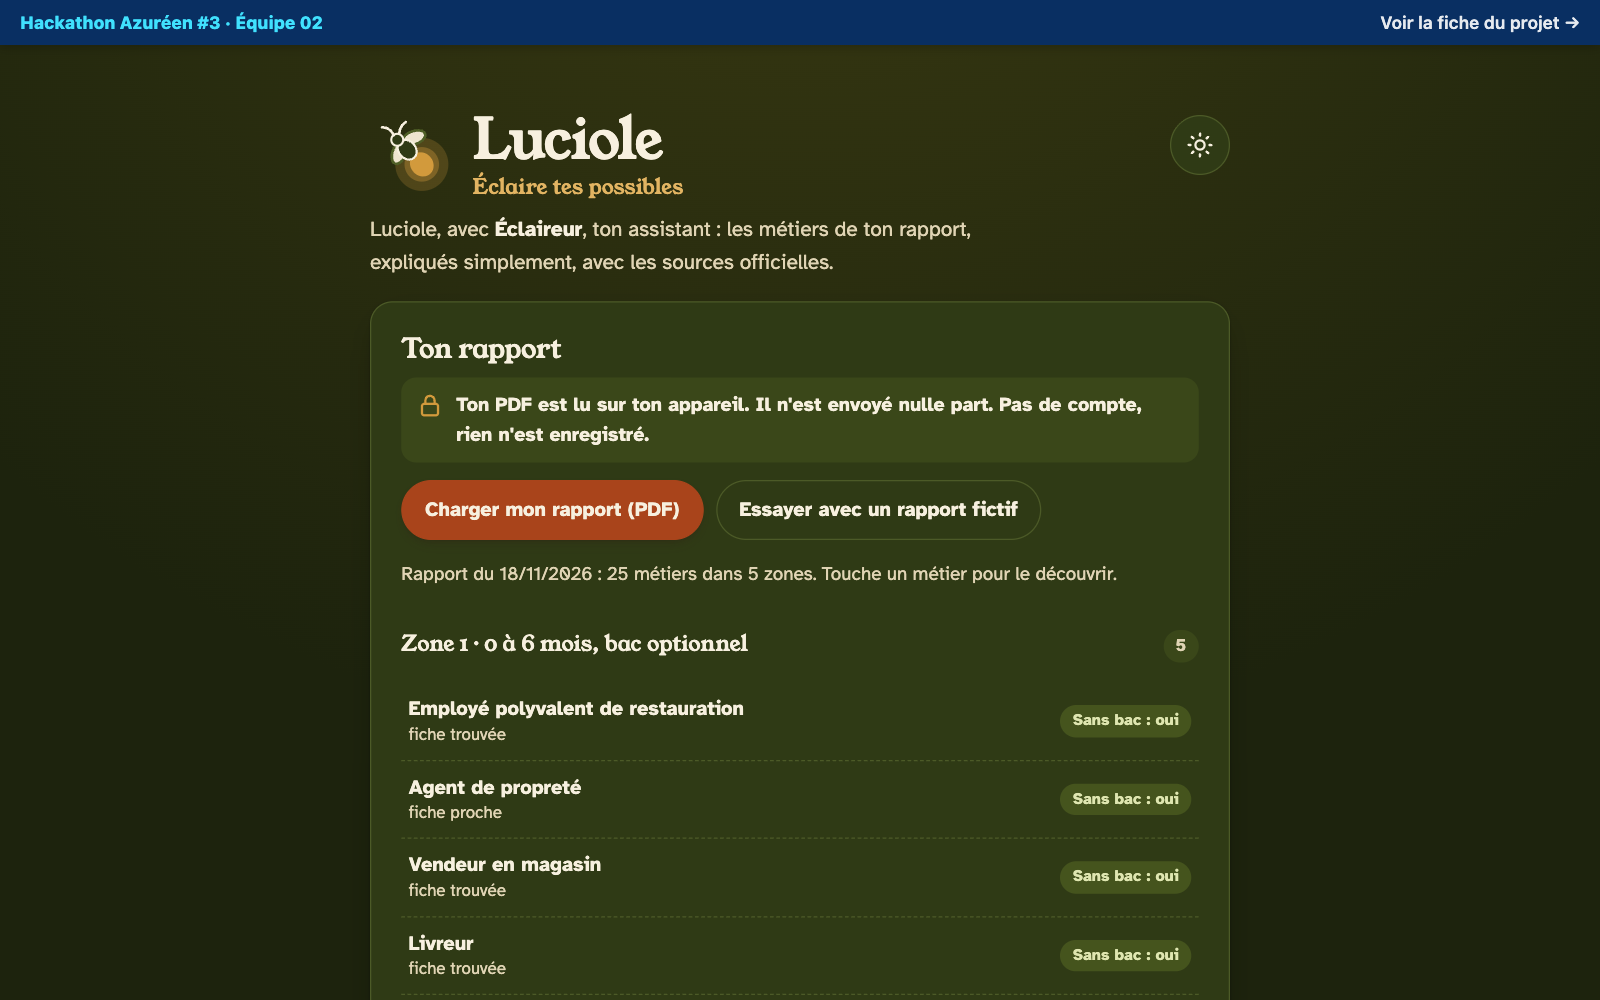 Hackathon Azuréen #3 · Équipe 02
Voir la fiche du projet →
Luciole
Éclaire tes possibles
Luciole, avec Éclaireur, ton assistant : les métiers de ton rapport,
expliqués simplement, avec les sources officielles.
Ton rapport
Ton PDF est lu sur ton appareil. Il n'est envoyé nulle part. Pas de compte,
rien n'est enregistré.
Charger mon rapport (PDF)
Essayer avec un rapport fictif
Rapport du 18/11/2026 : 25 métiers dans 5 zones. Touche un métier pour le découvrir.
Zone 1 · 0 à 6 mois, bac optionnel
5
Employé polyvalent de restauration
fiche trouvée
Sans bac : oui
Agent de propreté
fiche proche
Sans bac : oui
Vendeur en magasin
fiche trouvée
Sans bac : oui
Livreur
fiche trouvée
Sans bac : oui